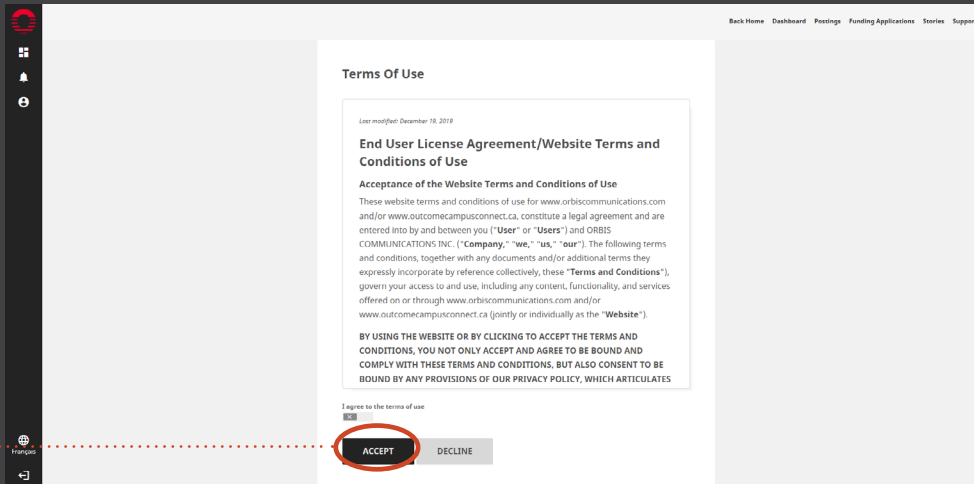 Back Home Dashboard Postings Funding Applications Stories Suppor
Terms Of Use
Last modified: December 19, 2019
End User License Agreement/Website Terms and
Conditions of Use
Acceptance of the Website Terms and Conditions of Use
These website terms and conditions of use for www.orbiscommunications.com
and/or www.outcomecampusconnect.ca, constitute a legal agreement and are
entered into by and between you ("User" or "Users") and ORBIS
COMMUNICATIONS INC. ("Company," "we," "us," "our"). The following terms
and conditions, together with any documents and/or additional terms they
expressly incorporate by reference collectively, these "Terms and Conditions"),
govern your access to and use, including any content, functionality, and services
offered on or through www.orbiscommunications.com and/or
www.outcomecampusconnect.ca (jointly or individually as the "Website").
BY USING THE WEBSITE OR BY CLICKING TO ACCEPT THE TERMS AND
CONDITIONS, YOU NOT ONLY ACCEPT AND AGREE TO BE BOUND AND
COMPLY WITH THESE TERMS AND CONDITIONS, BUT ALSO CONSENT TO BE
BOUND BY ANY PROVISIONS OF OUR PRIVACY POLICY, WHICH ARTICULATES
I agree to the terms of use
ACCEPT DECLINE
Français